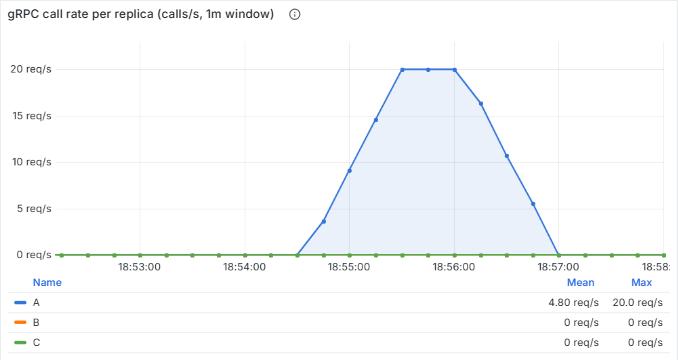 gRPC call rate per replica (calls/s, 1m window)
20 req/s
15 req/s
10 req/s
5 req/s
0 req/s
18:53:00 18:54:00 18:55:00 18:56:00 18:57:00 18:58:
Name Mean Max
A 4.80 req/s 20.0 req/s
B 0 req/s 0 req/s
C 0 req/s 0 req/s